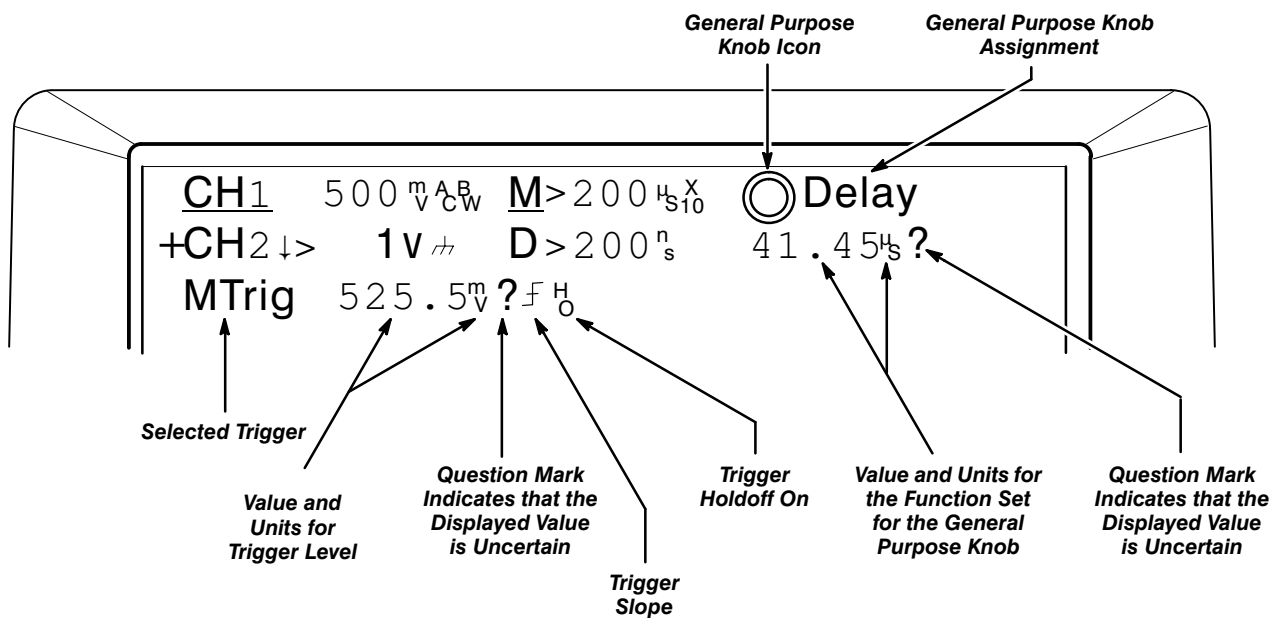 General Purpose
Knob Icon
General Purpose Knob
Assignment
CH1 500 mV AC BW M>200 µS X10 Delay
+CH2↓> 1V D>200 ns 41.45 µS ?
MTrig 525.5 mV ? HO
Selected Trigger
Value and
Units for
Trigger Level
Question Mark
Indicates that the
Displayed Value
is Uncertain
Trigger
Slope
Trigger
Holdoff On
Value and Units for
the Function Set
for the General
Purpose Knob
Question Mark
Indicates that the
Displayed Value
is Uncertain